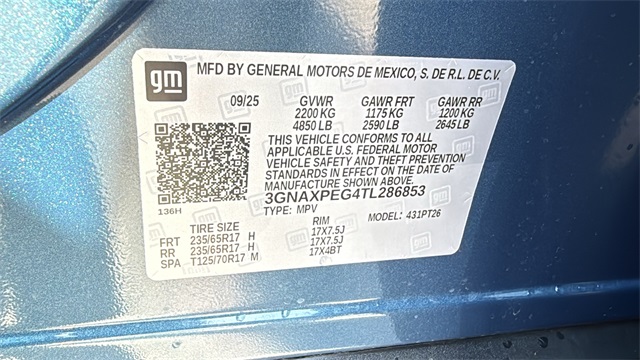 gm MFD BY GENERAL MOTORS DE MEXICO, S. DE R.L. DE C.V.
09/25 GVWR GAWR FRT GAWR RR
2200 KG 1175 KG 1200 KG
4850 LB 2590 LB 2645 LB
THIS VEHICLE CONFORMS TO ALL
APPLICABLE U.S. FEDERAL MOTOR
VEHICLE SAFETY AND THEFT PREVENTION
STANDARDS IN EFFECT ON THE DATE OF
MANUFACTURE SHOWN ABOVE.
3GNAXPEG4TL286853
136H TYPE: MPV MODEL: 431PT26
TIRE SIZE RIM
FRT 235/65R17 H 17X7.5J
RR 235/65R17 H 17X7.5J
SPA T125/70R17 M 17X4BT